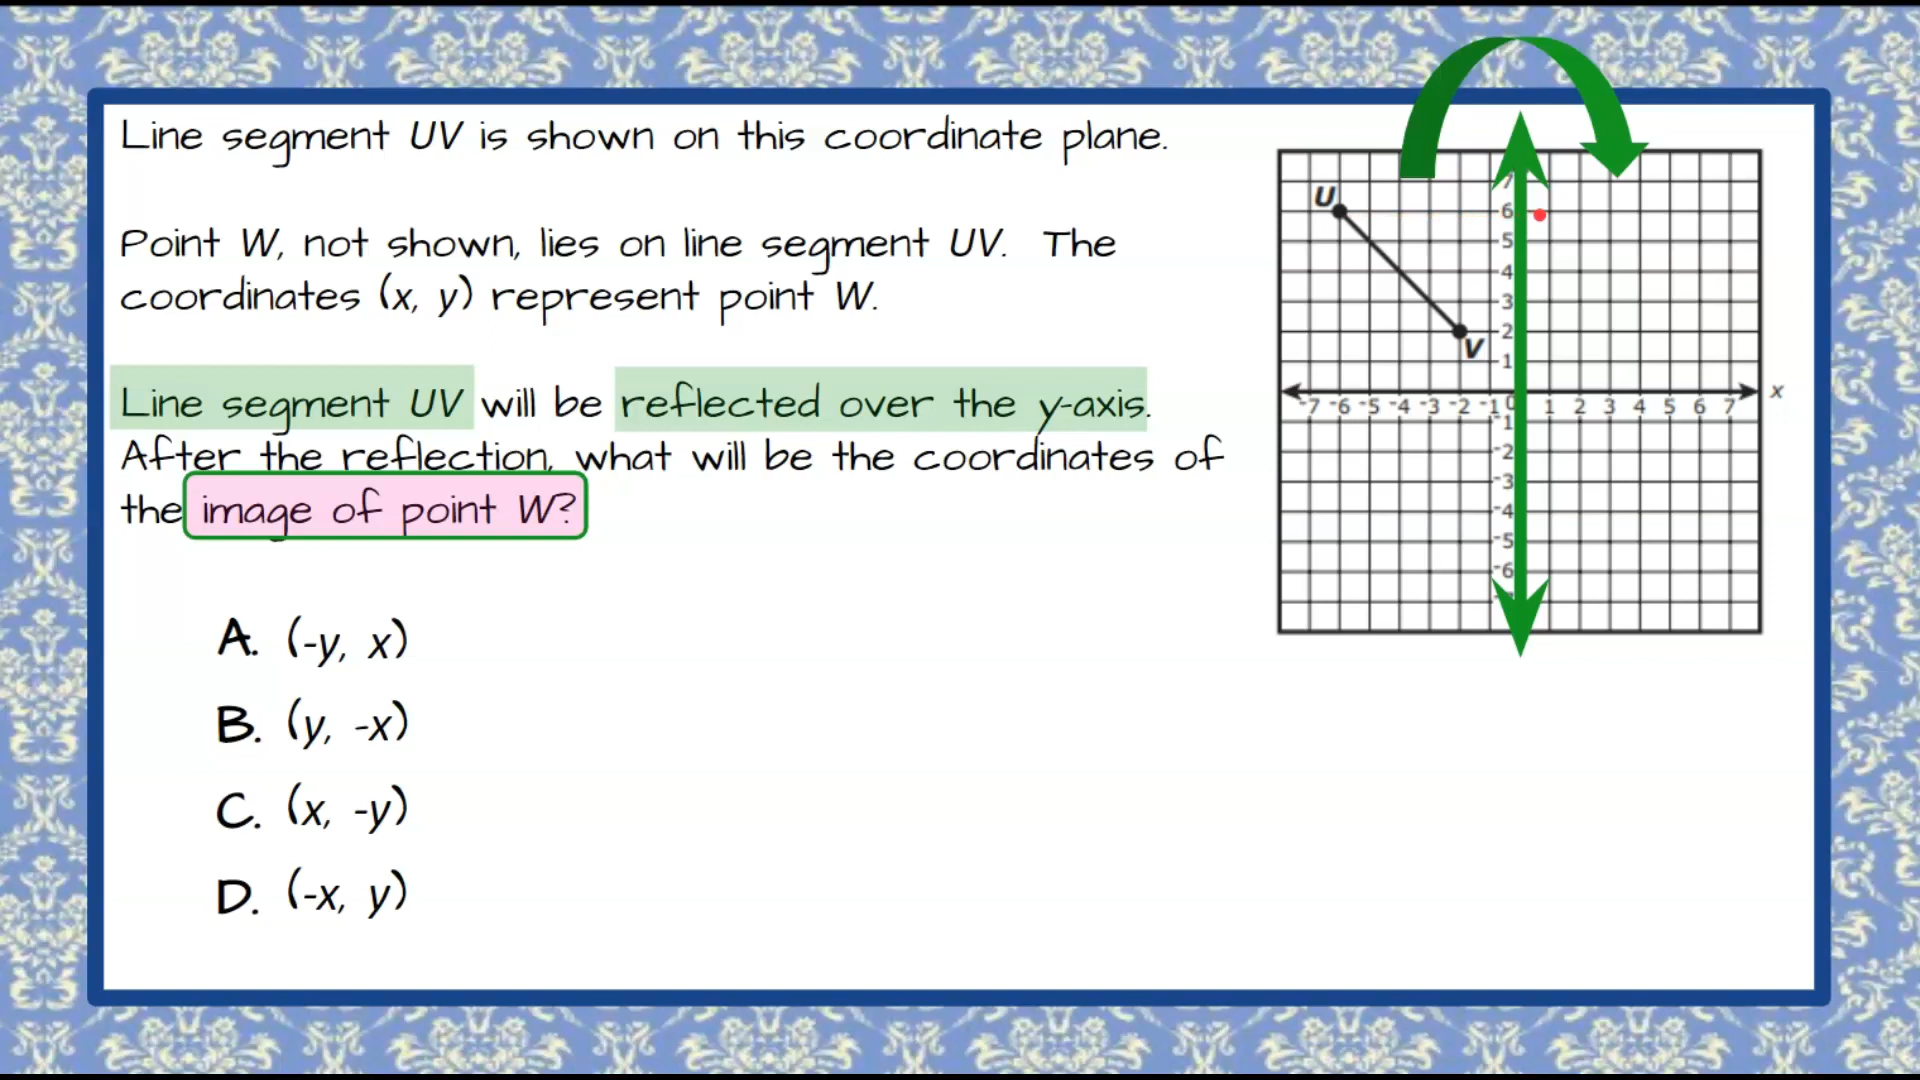 Line segment UV is shown on this coordinate plane.
Point W, not shown, lies on line segment UV. The
coordinates (x, y) represent point W.
Line segment UV will be reflected over the y-axis.
After the reflection, what will be the coordinates of
the image of point W?
A. (-y, x)
B. (y, -x)
C. (x, -y)
D. (-x, y)
7
U
6
5
4
3
2
V
1
x
-7 -6 -5 -4 -3 -2 -1 0 1 2 3 4 5 6 7
-1
-2
-3
-4
-5
-6